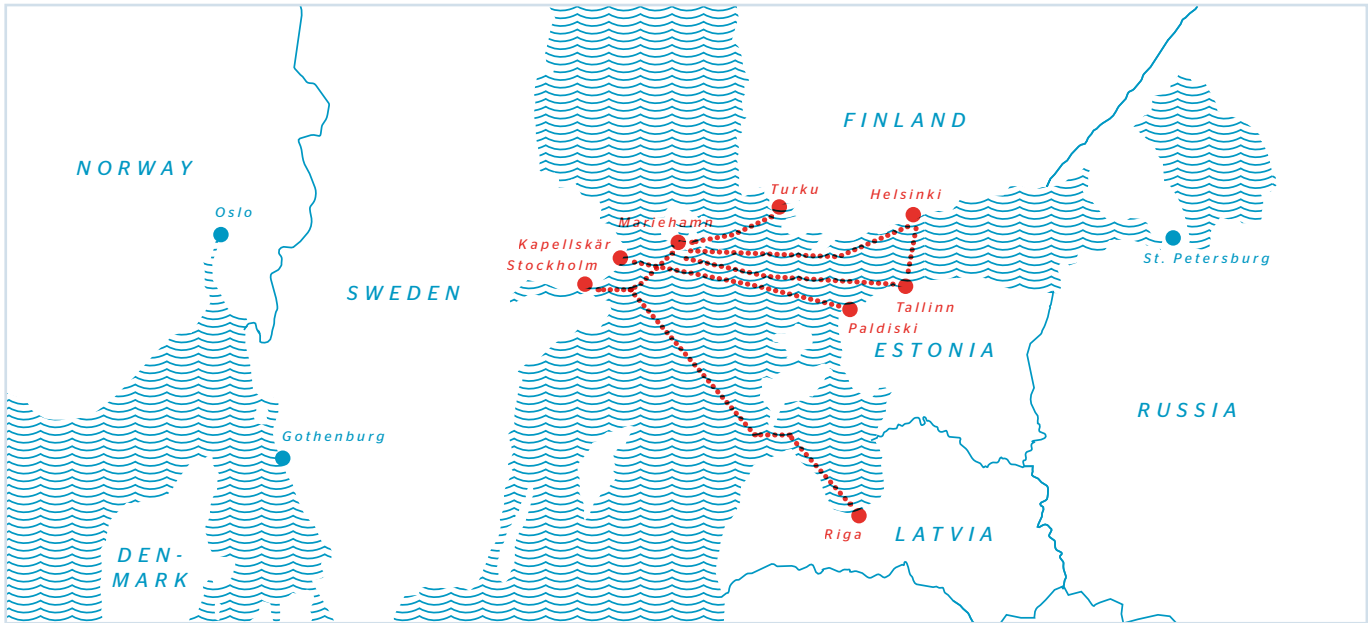 FINLAND
NORWAY
Turku
Helsinki
Oslo
Mariehamn
Kapellskär
St. Petersburg
Stockholm
SWEDEN
Tallinn
Paldiski
ESTONIA
RUSSIA
Gothenburg
Riga
LATVIA
DEN-
MARK